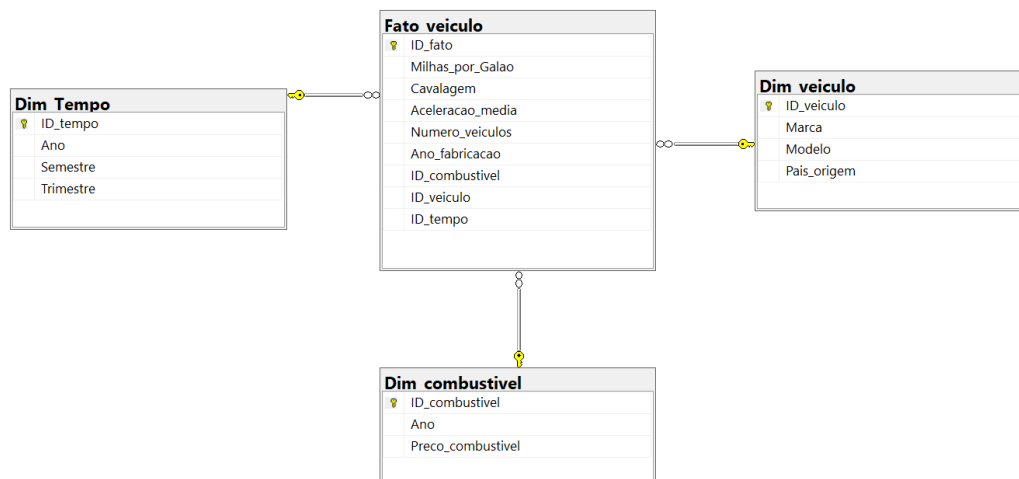 Fato veiculo
ID_fato
Milhas_por_Galao
Cavalagem
Aceleracao_media
Numero_veiculos
Ano_fabricacao
ID_combustivel
ID_veiculo
ID_tempo
Dim Tempo
ID_tempo
Ano
Semestre
Trimestre
Dim veiculo
ID_veiculo
Marca
Modelo
Pais_origem
Dim combustivel
ID_combustivel
Ano
Preco_combustivel